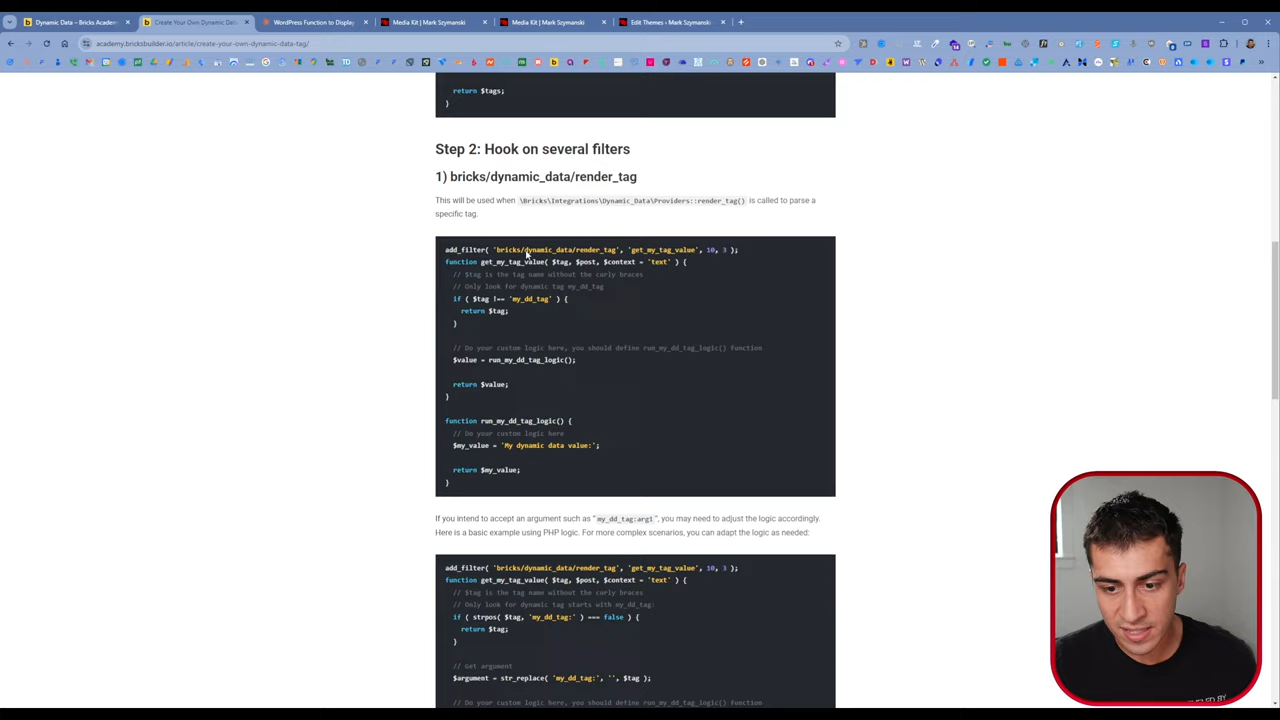 Dynamic Data – Bricks Academ
Create Your Own Dynamic Dat
WordPress Function to Display
Media Kit | Mark Szymanski
Media Kit | Mark Szymanski
Edit Themes ‹ Mark Szymanski
academy.bricksbuilder.io/article/create-your-own-dynamic-data-tag/
return $tags;
}
Step 2: Hook on several filters
1) bricks/dynamic_data/render_tag
This will be used when \Bricks\Integrations\Dynamic_Data\Providers::render_tag() is called to parse a
specific tag.
add_filter( 'bricks/dynamic_data/render_tag', 'get_my_tag_value', 10, 3 );
function get_my_tag_value( $tag, $post, $context = 'text' ) {
// $tag is the tag name without the curly braces
// Only look for dynamic tag my_dd_tag
if ( $tag !== 'my_dd_tag' ) {
return $tag;
}
// Do your custom logic here, you should define run_my_dd_tag_logic() function
$value = run_my_dd_tag_logic();
return $value;
}
function run_my_dd_tag_logic() {
// Do your custom logic here
$my_value = 'My dynamic data value:';
return $my_value;
}
If you intend to accept an argument such as "my_dd_tag:arg1", you may need to adjust the logic accordingly.
Here is a basic example using PHP logic. For more complex scenarios, you can adapt the logic as needed:
add_filter( 'bricks/dynamic_data/render_tag', 'get_my_tag_value', 10, 3 );
function get_my_tag_value( $tag, $post, $context = 'text' ) {
// $tag is the tag name without the curly braces
// Only look for dynamic tag starts with my_dd_tag:
if ( strpos( $tag, 'my_dd_tag:' ) === false ) {
return $tag;
}
// Get argument
$argument = str_replace( 'my_dd_tag:', '', $tag );
// Do your custom logic here, you should define run_my_dd_tag_logic() function